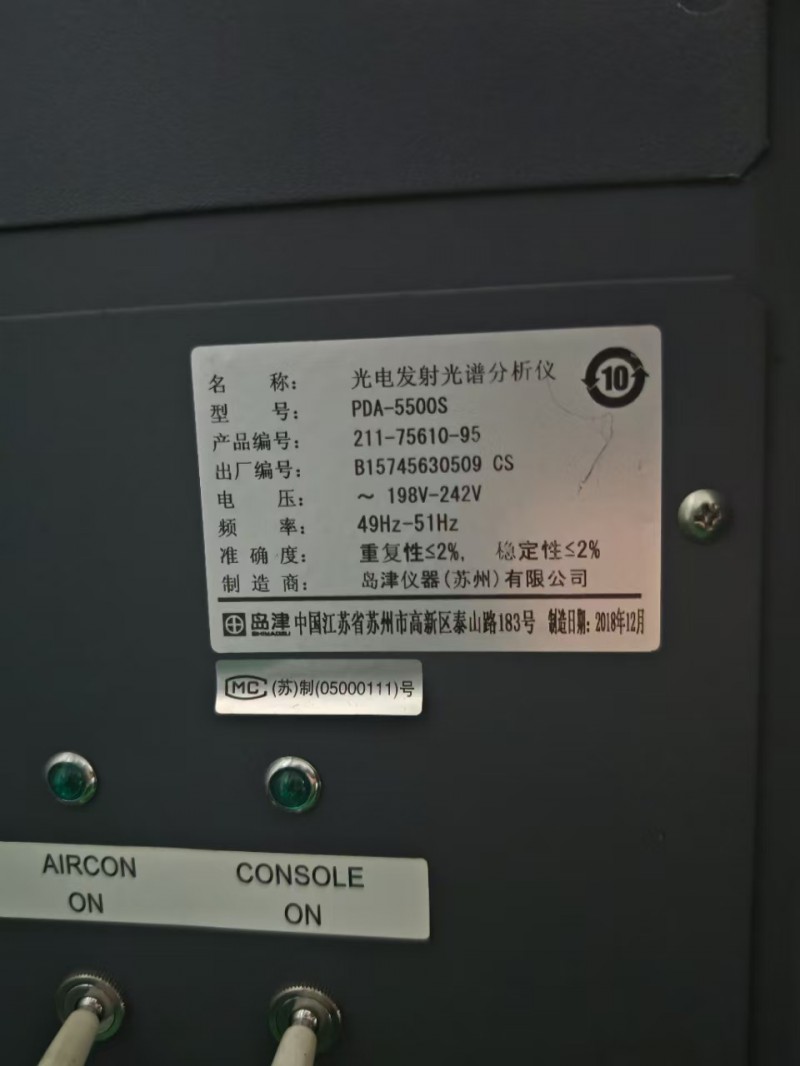 名 称: 光电发射光谱分析仪
10
型 号: PDA-5500S
产品编号: 211-75610-95
出厂编号: B15745630509 CS
电 压: ~ 198V-242V
频 率: 49Hz-51Hz
准 确 度: 重复性≤2%, 稳定性≤2%
制 造 商: 岛津仪器(苏州)有限公司
岛津 SHIMADZU 中国江苏省苏州市高新区泰山路183号 制造日期: 2018年12月
MC (苏)制(05000111)号
AIRCON ON
CONSOLE ON